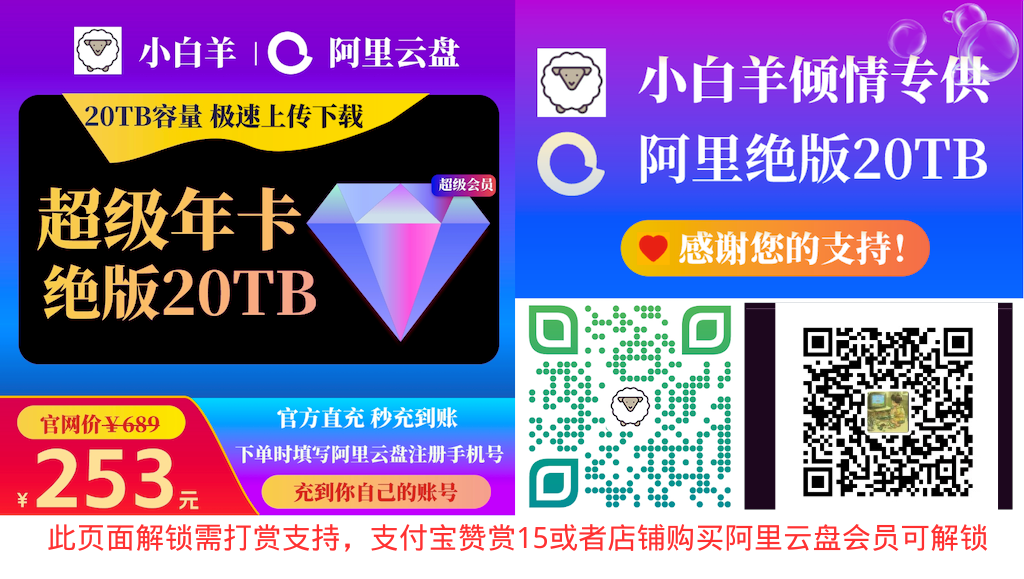 小白羊 | 阿里云盘
20TB容量 极速上传下载
超级会员
超级年卡
绝版20TB
官网价￥689
￥253元
官方直充 秒充到账
下单时填写阿里云盘注册手机号
充到你自己的账号
小白羊倾情专供
阿里绝版20TB
感谢您的支持！
此页面解锁需打赏支持，支付宝赞赏15或者店铺购买阿里云盘会员可解锁